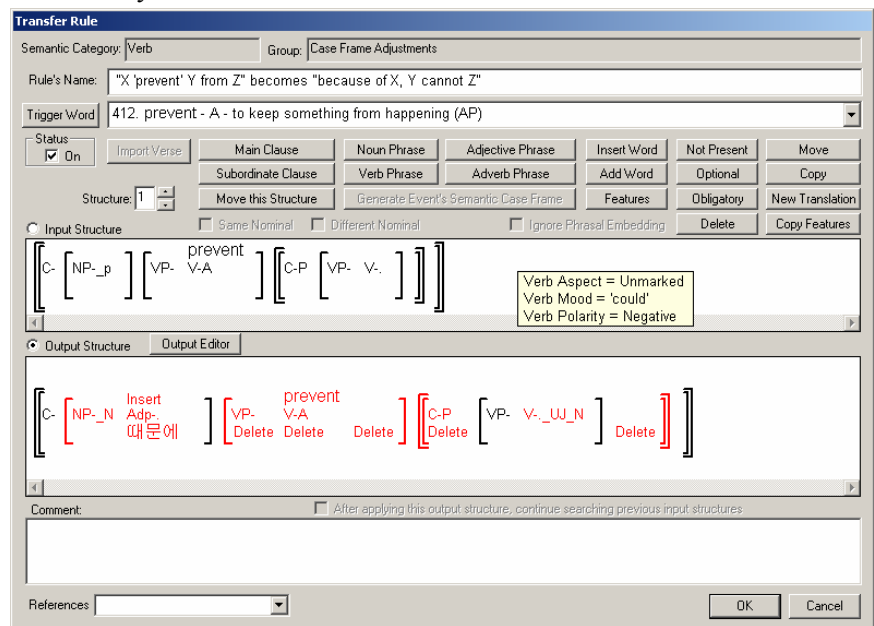 Transfer Rule
Semantic Category: Verb Group: Case Frame Adjustments
Rule's Name: "X 'prevent' Y from Z" becomes "because of X, Y cannot Z"
Trigger Word 412. prevent - A - to keep something from happening (AP)
Status
On Import Verse Main Clause Noun Phrase Adjective Phrase Insert Word Not Present Move
Subordinate Clause Verb Phrase Adverb Phrase Add Word Optional Copy
Structure: 1 Move this Structure Generate Event's Semantic Case Frame Features Obligatory New Translation
Input Structure Same Nominal Different Nominal Ignore Phrasal Embedding Delete Copy Features
prevent
C- NP-_p VP- V-A C-P VP- V-.
Verb Aspect = Unmarked
Verb Mood = 'could'
Verb Polarity = Negative
Output Structure Output Editor
Insert prevent
C- NP-_N Adp-. VP- V-A C-P VP- V-._UJ_N
때문에 Delete Delete Delete Delete Delete
Comment: After applying this output structure, continue searching previous input structures
References OK Cancel